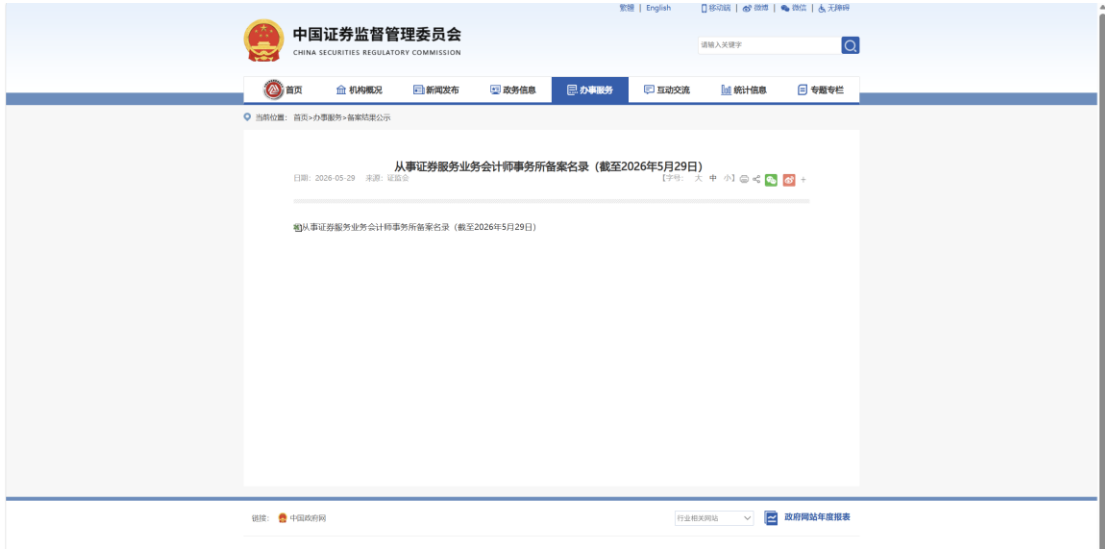 繁體 | English 移动端 | 微博 | 微信 | 无障碍
中国证券监督管理委员会
CHINA SECURITIES REGULATORY COMMISSION
请输入关键字
首页 机构概况 新闻发布 政务信息 办事服务 互动交流 统计信息 专题专栏
当前位置: 首页>办事服务>备案结果公示
从事证券服务业务会计师事务所备案名录（截至2026年5月29日）
日期: 2026-05-29 来源: 证监会 【字号: 大 中 小】
从事证券服务业务会计师事务所备案名录（截至2026年5月29日）
链接: 中国政府网 行业相关网站 政府网站年度报表